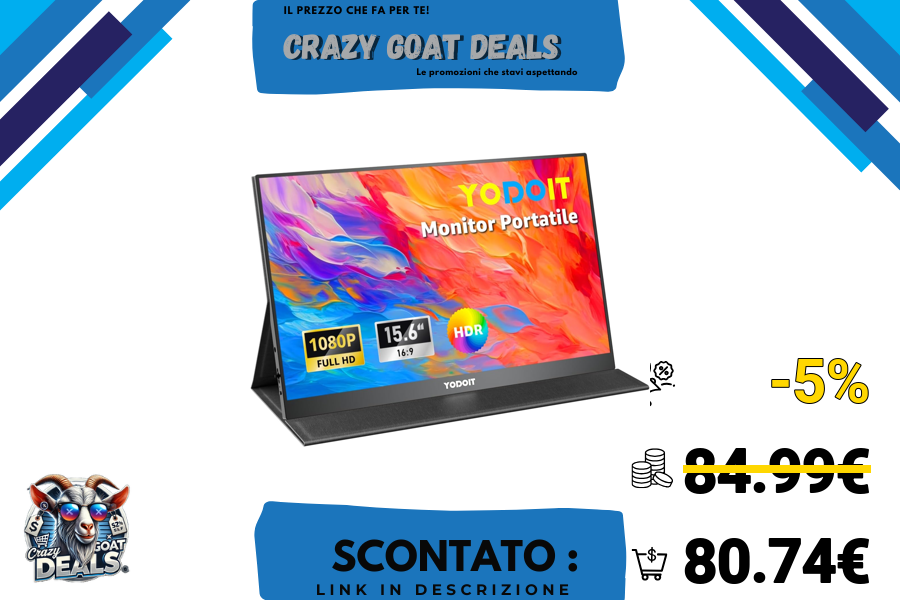 IL PREZZO CHE FA PER TE!
CRAZY GOAT DEALS
Le promozioni che stavi aspettando
YODOIT
Monitor Portatile
1080P
FULL HD
15.6"
16:9
HDR
YODOIT
-5%
84.99€
80.74€
SCONTATO :
LINK IN DESCRIZIONE
Crazy
GOAT
DEALS